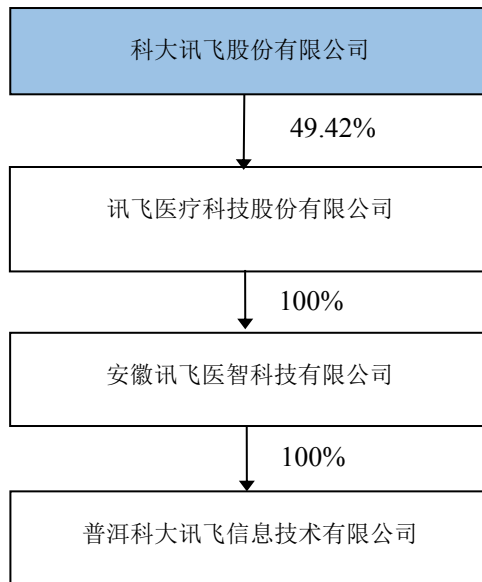 科大讯飞股份有限公司
49.42%
讯飞医疗科技股份有限公司
100%
安徽讯飞医智科技有限公司
100%
普洱科大讯飞信息技术有限公司